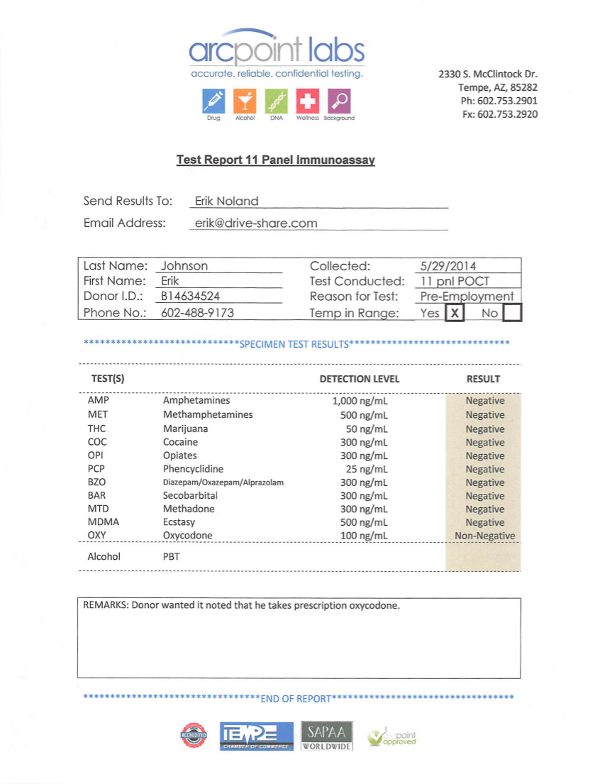 arcpoint labs
accurate. reliable. confidential testing.
Drug Alcohol DNA Wellness Background
2330 S. McClintock Dr.
Tempe, AZ, 85282
Ph: 602.753.2901
Fx: 602.753.2920
Test Report 11 Panel Immunoassay
Send Results To: Erik Noland
Email Address: erik@drive-share.com
Last Name: Johnson Collected: 5/29/2014
First Name: Erik Test Conducted: 11 pnl POCT
Donor I.D.: B14634524 Reason for Test: Pre-Employment
Phone No.: 602-488-9173 Temp in Range: Yes X No
SPECIMEN TEST RESULTS
TEST(S) DETECTION LEVEL RESULT
AMP Amphetamines 1,000 ng/mL Negative
MET Methamphetamines 500 ng/mL Negative
THC Marijuana 50 ng/mL Negative
COC Cocaine 300 ng/mL Negative
OPI Opiates 300 ng/mL Negative
PCP Phencyclidine 25 ng/mL Negative
BZO Diazepam/Oxazepam/Alprazolam 300 ng/mL Negative
BAR Secobarbital 300 ng/mL Negative
MTD Methadone 300 ng/mL Negative
MDMA Ecstasy 500 ng/mL Negative
OXY Oxycodone 100 ng/mL Non-Negative
Alcohol PBT
REMARKS: Donor wanted it noted that he takes prescription oxycodone.
END OF REPORT
ACCREDITED
TEMPE
CHAMBER OF COMMERCE
SAPAA
WORLDWIDE
point
approved